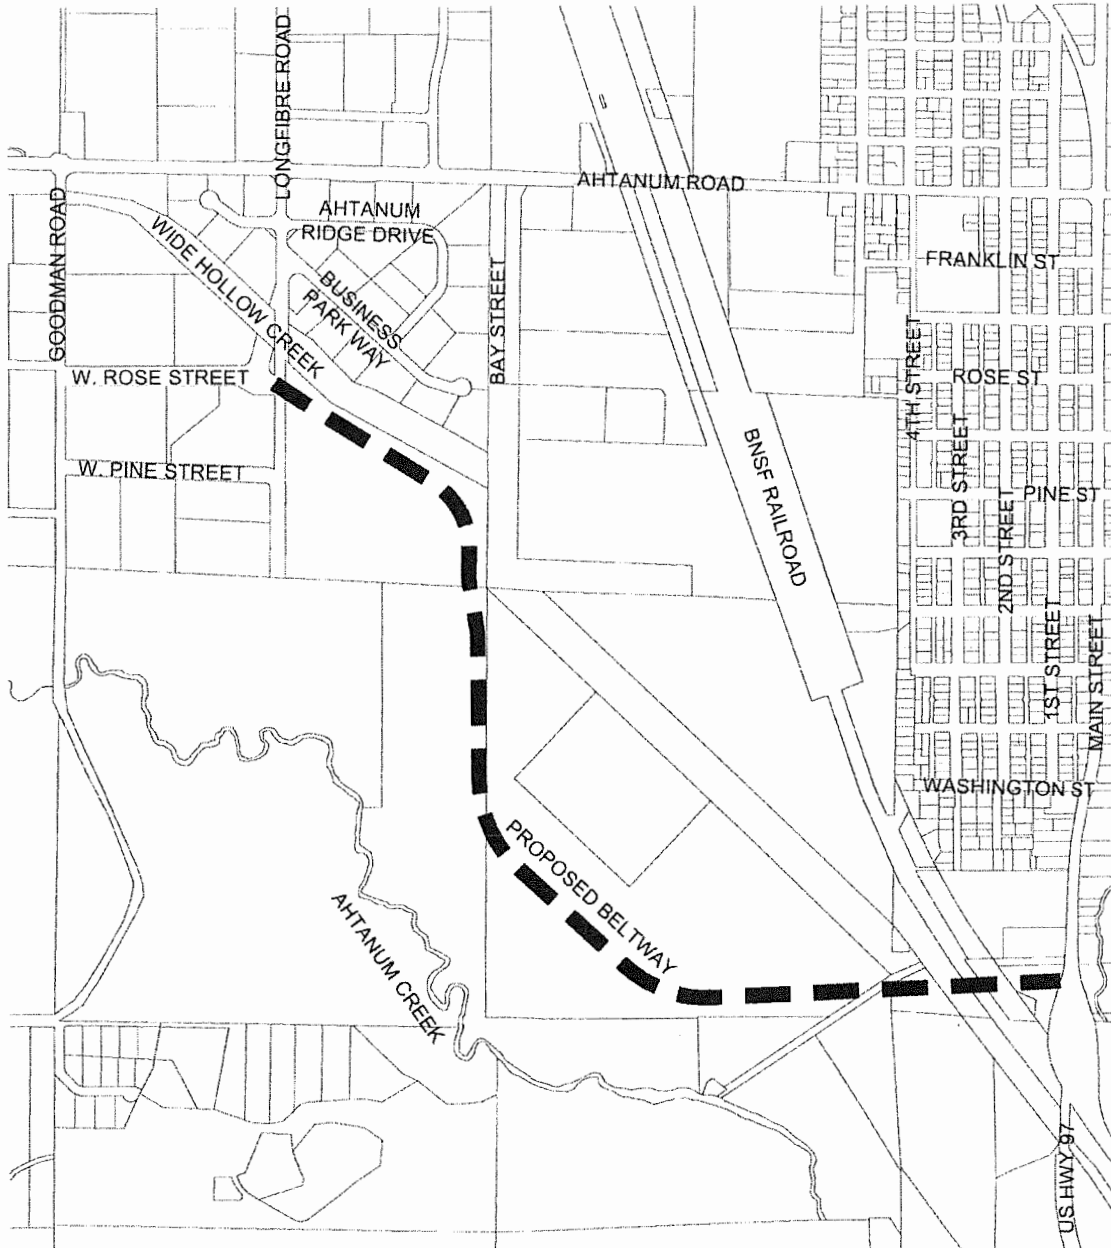 LONGFIBRE ROAD
AHTANUM ROAD
GOODMAN ROAD
AHTANUM
RIDGE DRIVE
WIDE HOLLOW CREEK
BUSINESS
PARK WAY
BAY STREET
FRANKLIN ST
W. ROSE STREET
4TH STREET
ROSE ST
W. PINE STREET
3RD STREET
PINE ST
BNSF RAILROAD
2ND STREET
1ST STREET
MAIN STREET
WASHINGTON ST
PROPOSED BELTWAY
AHTANUM CREEK
US HWY 97